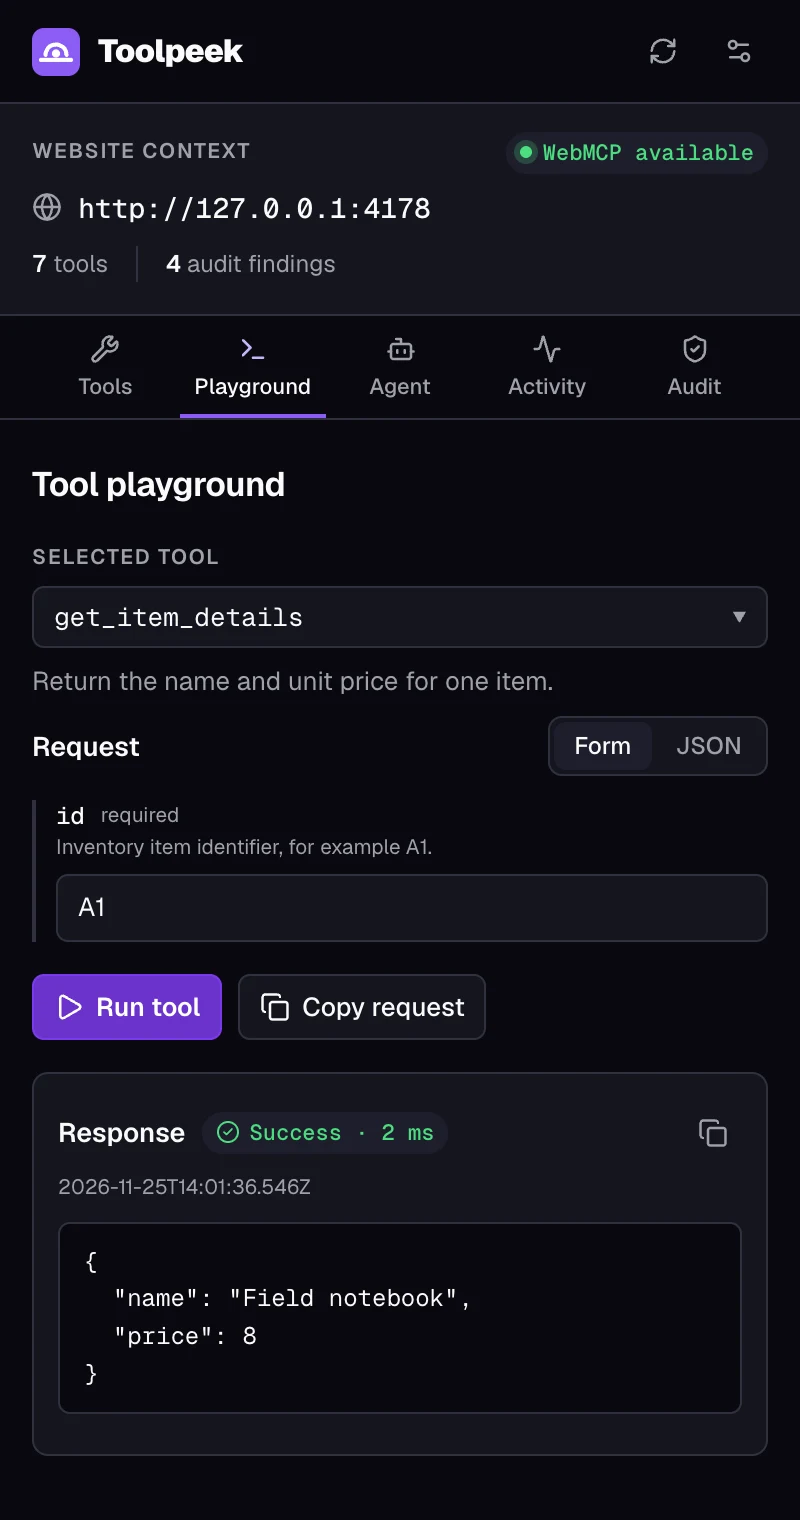 Toolpeek
WEBSITE CONTEXT
WebMCP available
http://127.0.0.1:4178
7 tools
4 audit findings
Tools
Playground
Agent
Activity
Audit
Tool playground
SELECTED TOOL
get_item_details
Return the name and unit price for one item.
Request
Form
JSON
id required
Inventory item identifier, for example A1.
A1
Run tool
Copy request
Response
Success · 2 ms
2026-11-25T14:01:36.546Z
{
"name": "Field notebook",
"price": 8
}